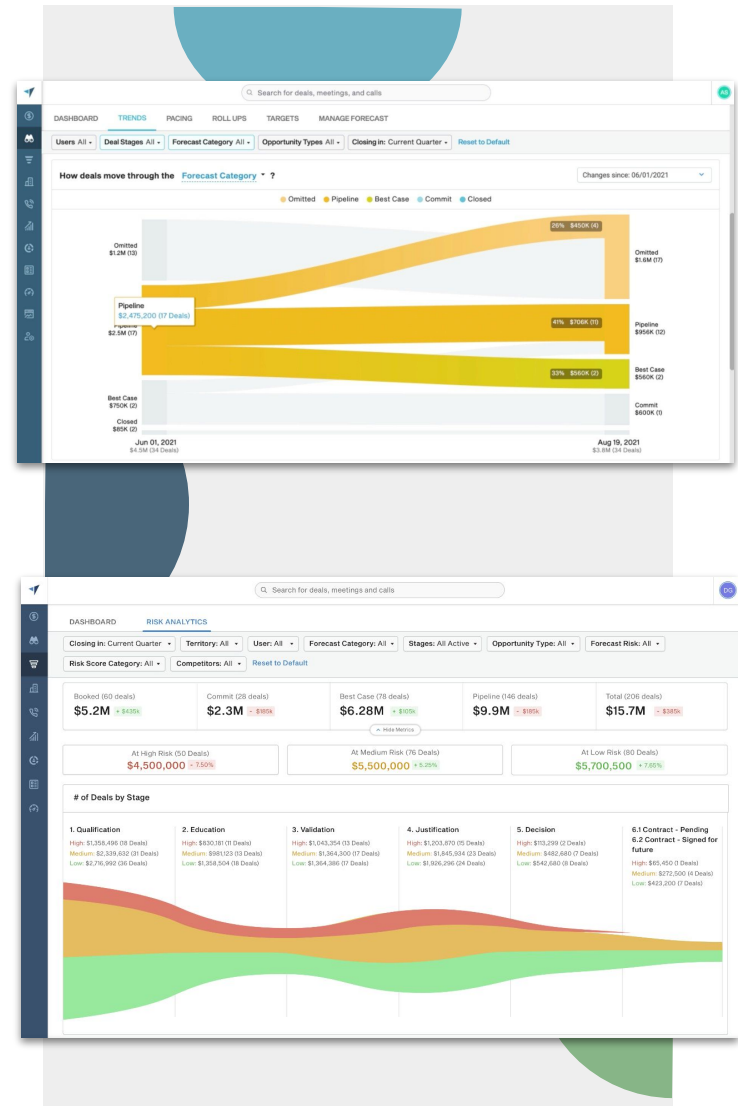 Search for deals, meetings, and calls
AB
DASHBOARD TRENDS PACING ROLL UPS TARGETS MANAGE FORECAST
Users All Deal Stages All Forecast Category All Opportunity Types All Closing in: Current Quarter Reset to Default
How deals move through the Forecast Category ?
Changes since: 06/01/2021
Omitted Pipeline Best Case Commit Closed
26% $450K (4)
Omitted
$1.2M (13)
Omitted
$1.6M (17)
Pipeline
$2,475,200 (17 Deals)
Pipeline
$2.5M (17)
41% $706K (11)
Pipeline
$956K (12)
33% $560K (2)
Best Case
$560K (2)
Best Case
$750K (2)
Commit
$600K (1)
Closed
$85K (2)
Jun 01, 2021
$4.5M (34 Deals)
Aug 19, 2021
$3.8M (34 Deals)
Search for deals, meetings and calls
DG
DASHBOARD RISK ANALYTICS
Closing in: Current Quarter Territory: All User: All Forecast Category: All Stages: All Active Opportunity Type: All Forecast Risk: All
Risk Score Category: All Competitors: All Reset to Default
Booked (60 deals)
$5.2M + $435k
Commit (28 deals)
$2.3M - $185k
Best Case (78 deals)
$6.28M + $105k
Pipeline (146 deals)
$9.9M - $185k
Total (206 deals)
$15.7M - $385k
Hide Metrics
At High Risk (50 Deals)
$4,500,000 - 7.50%
At Medium Risk (76 Deals)
$5,500,000 + 5.25%
At Low Risk (80 Deals)
$5,700,500 + 7.65%
# of Deals by Stage
1. Qualification
High: $1,358,496 (18 Deals)
Medium: $2,339,632 (31 Deals)
Low: $2,716,992 (36 Deals)
2. Education
High: $830,181 (11 Deals)
Medium: $981,123 (13 Deals)
Low: $1,358,504 (18 Deals)
3. Validation
High: $1,043,354 (13 Deals)
Medium: $1,364,300 (17 Deals)
Low: $1,364,386 (17 Deals)
4. Justification
High: $1,203,870 (15 Deals)
Medium: $1,845,934 (23 Deals)
Low: $1,926,296 (24 Deals)
5. Decision
High: $113,299 (2 Deals)
Medium: $482,680 (7 Deals)
Low: $542,680 (8 Deals)
6.1 Contract - Pending
6.2 Contract - Signed for
future
High: $65,450 (1 Deals)
Medium: $272,500 (4 Deals)
Low: $423,200 (7 Deals)